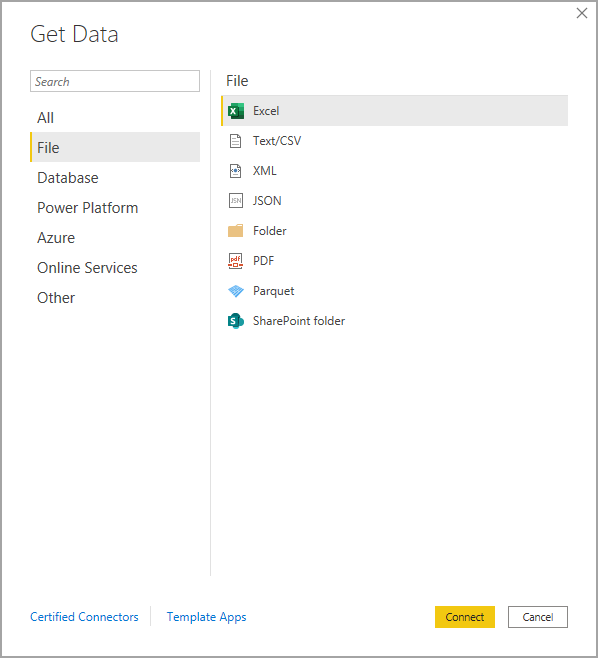 Get Data
Search
All
File
Database
Power Platform
Azure
Online Services
Other
File
Excel
Text/CSV
XML
JSON
Folder
PDF
Parquet
SharePoint folder
Certified Connectors
Template Apps
Connect
Cancel